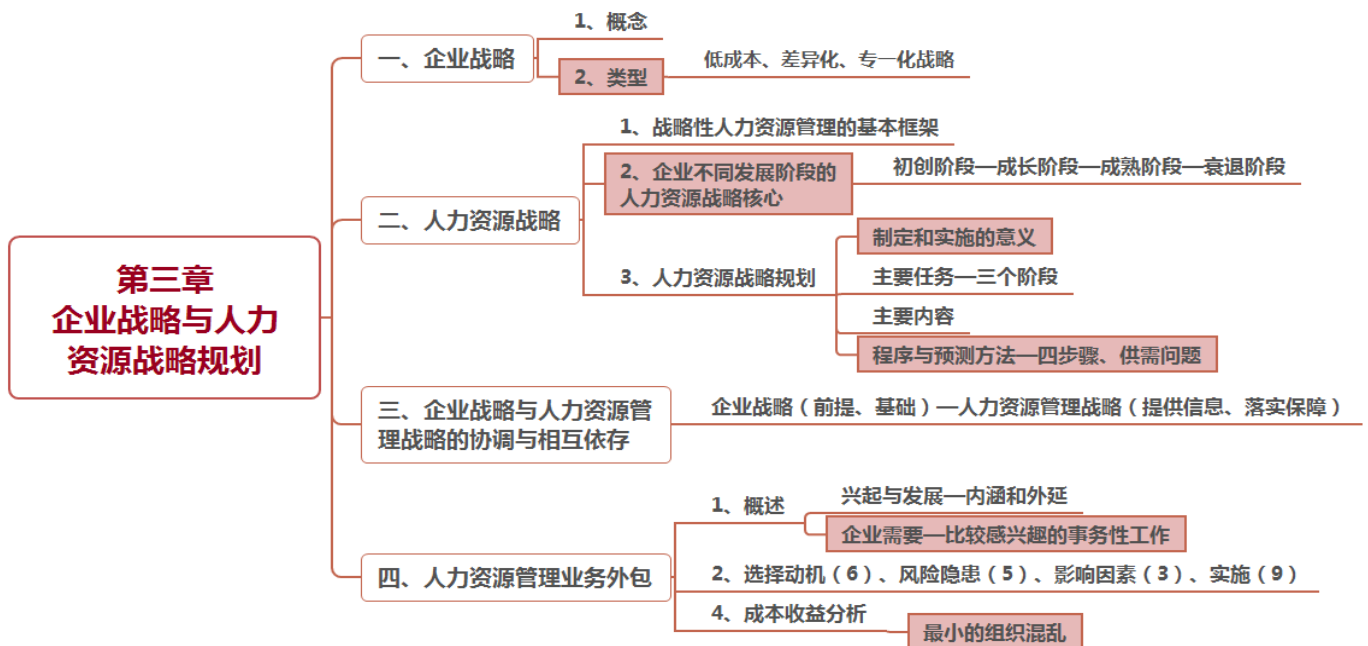 第三章
企业战略与人力
资源战略规划
一、企业战略
1、概念
2、类型
低成本、差异化、专一化战略
二、人力资源战略
1、战略性人力资源管理的基本框架
2、企业不同发展阶段的
人力资源战略核心
初创阶段—成长阶段—成熟阶段—衰退阶段
3、人力资源战略规划
制定和实施的意义
主要任务—三个阶段
主要内容
程序与预测方法—四步骤、供需问题
三、企业战略与人力资源管
理战略的协调与相互依存
企业战略（前提、基础）—人力资源管理战略（提供信息、落实保障）
四、人力资源管理业务外包
1、概述
兴起与发展—内涵和外延
企业需要—比较感兴趣的事务性工作
2、选择动机（6）、风险隐患（5）、影响因素（3）、实施（9）
4、成本收益分析
最小的组织混乱